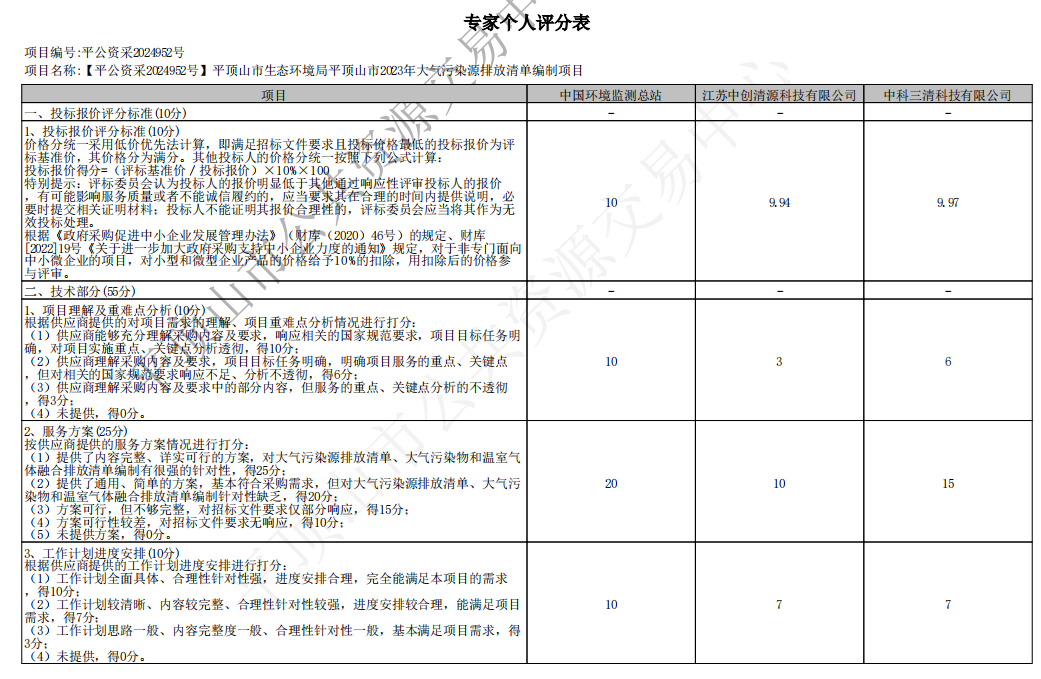 专家个人评分表
项目编号:平公资采2024952号
项目名称:【平公资采2024952号】平顶山市生态环境局平顶山市2023年大气污染源排放清单编制项目
项目 中国环境监测总站 江苏中创清源科技有限公司 中科三清科技有限公司
一、投标报价评分标准(10分) - - -
1、投标报价评分标准(10分)
价格分统一采用低价优先法计算，即满足招标文件要求且投标价格最低的投标报价为评
标基准价，其价格分为满分。其他投标人的价格分统一按照下列公式计算：
投标报价得分=（评标基准价／投标报价）×10%×100
特别提示：评标委员会认为投标人的报价明显低于其他通过响应性评审投标人的报价
，有可能影响服务质量或者不能诚信履约的，应当要求其在合理的时间内提供说明，必
要时提交相关证明材料；投标人不能证明其报价合理性的，评标委员会应当将其作为无
效投标处理。
根据《政府采购促进中小企业发展管理办法》（财库（2020）46号）的规定、财库
[2022]19号《关于进一步加大政府采购支持中小企业力度的通知》规定，对于非专门面向
中小微企业的项目，对小型和微型企业产品的价格给予10%的扣除，用扣除后的价格参
与评审。
10 9.94 9.97
二、技术部分(55分) - - -
1、项目理解及重难点分析(10分)
根据供应商提供的对项目需求的理解、项目重难点分析情况进行打分：
（1）供应商能够充分理解采购内容及要求，响应相关的国家规范要求，项目目标任务明
确，对项目实施重点、关键点分析透彻，得10分；
（2）供应商理解采购内容及要求，项目目标任务明确，明确项目服务的重点、关键点
，但对相关的国家规范要求响应不足、分析不透彻，得6分；
（3）供应商理解采购内容及要求中的部分内容，但服务的重点、关键点分析的不透彻
，得3分；
（4）未提供，得0分。
10 3 6
2、服务方案(25分)
按供应商提供的服务方案情况进行打分：
（1）提供了内容完整、详实可行的方案，对大气污染源排放清单、大气污染物和温室气
体融合排放清单编制有很强的针对性，得25分；
（2）提供了通用、简单的方案，基本符合采购需求，但对大气污染源排放清单、大气污
染物和温室气体融合排放清单编制针对性缺乏，得20分；
（3）方案可行，但不够完整，对招标文件要求仅部分响应，得15分；
（4）方案可行性较差，对招标文件要求无响应，得10分；
（5）未提供方案，得0分。
20 10 15
3、工作计划进度安排(10分)
根据供应商提供的工作计划进度安排进行打分：
（1）工作计划全面具体、合理性针对性强，进度安排合理，完全能满足本项目的需求
，得10分；
（2）工作计划较清晰、内容较完整、合理性针对性较强，进度安排较合理，能满足项目
需求，得7分；
（3）工作计划思路一般、内容完整度一般、合理性针对性一般，基本满足项目需求，得
3分；
（4）未提供，得0分。
10 7 7
平顶山市公共资源交易中心
平顶山市公共资源交易中心